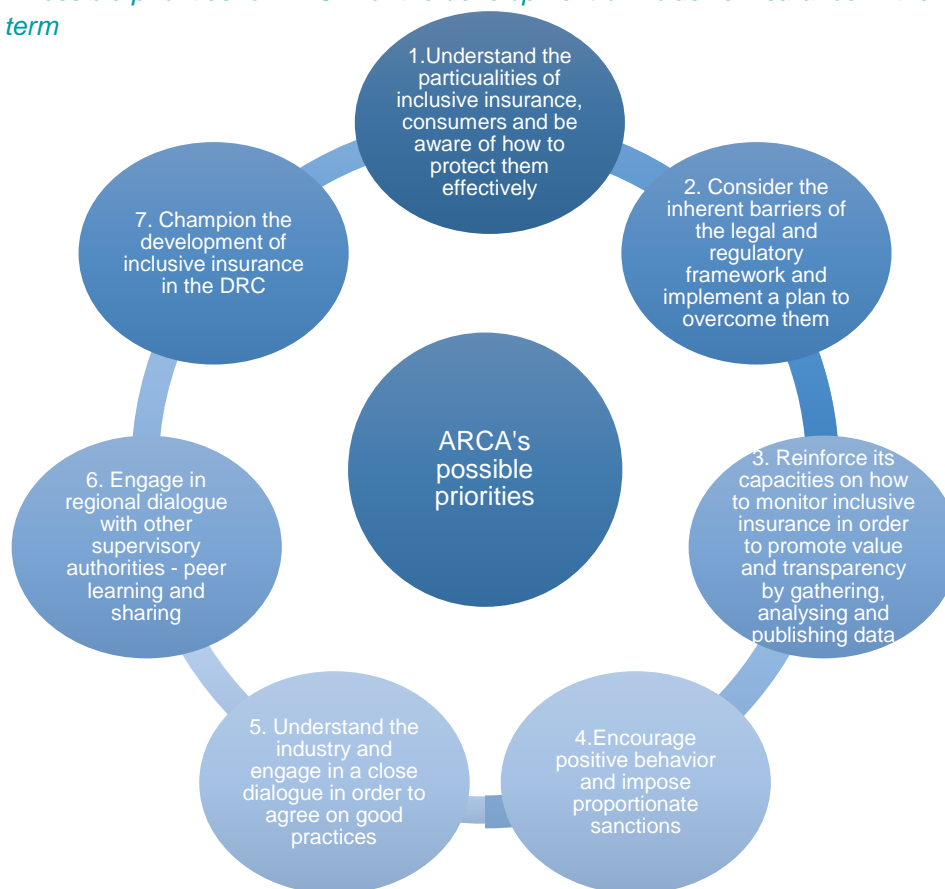 term
1.Understand the
particualities of
inclusive insurance,
consumers and be
aware of how to
protect them
effectively
2. Consider the
inherent barriers of
the legal and
regulatory
framework and
implement a plan to
overcome them
3. Reinforce its
capacities on how
to monitor inclusive
insurance in order
to promote value
and transparency
by gathering,
analysing and
publishing data
4.Encourage
positive behavior
and impose
proportionate
sanctions
5. Understand the
industry and
engage in a close
dialogue in order to
agree on good
practices
6. Engage in
regional dialogue
with other
supervisory
authorities - peer
learning and
sharing
7. Champion the
development of
inclusive insurance
in the DRC
ARCA's
possible
priorities